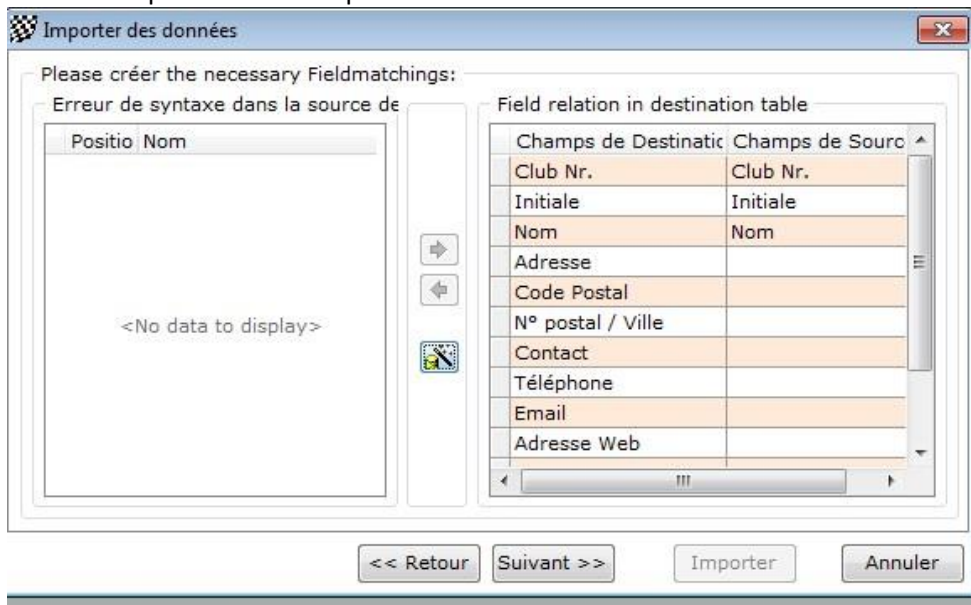 Importer des données
Please créer the necessary Fieldmatchings:
Erreur de syntaxe dans la source de
Positio Nom
<No data to display>
Field relation in destination table
Champs de Destinatic Champs de Sourc
Club Nr. Club Nr.
Initiale Initiale
Nom Nom
Adresse
Code Postal
N° postal / Ville
Contact
Téléphone
Email
Adresse Web
<< Retour Suivant >> Importer Annuler